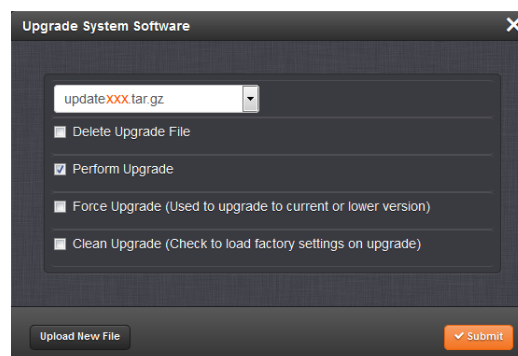 Upgrade System Software
updateXXX.tar.gz
Delete Upgrade File
Perform Upgrade
Force Upgrade (Used to upgrade to current or lower version)
Clean Upgrade (Check to load factory settings on upgrade)
Upload New File
Submit